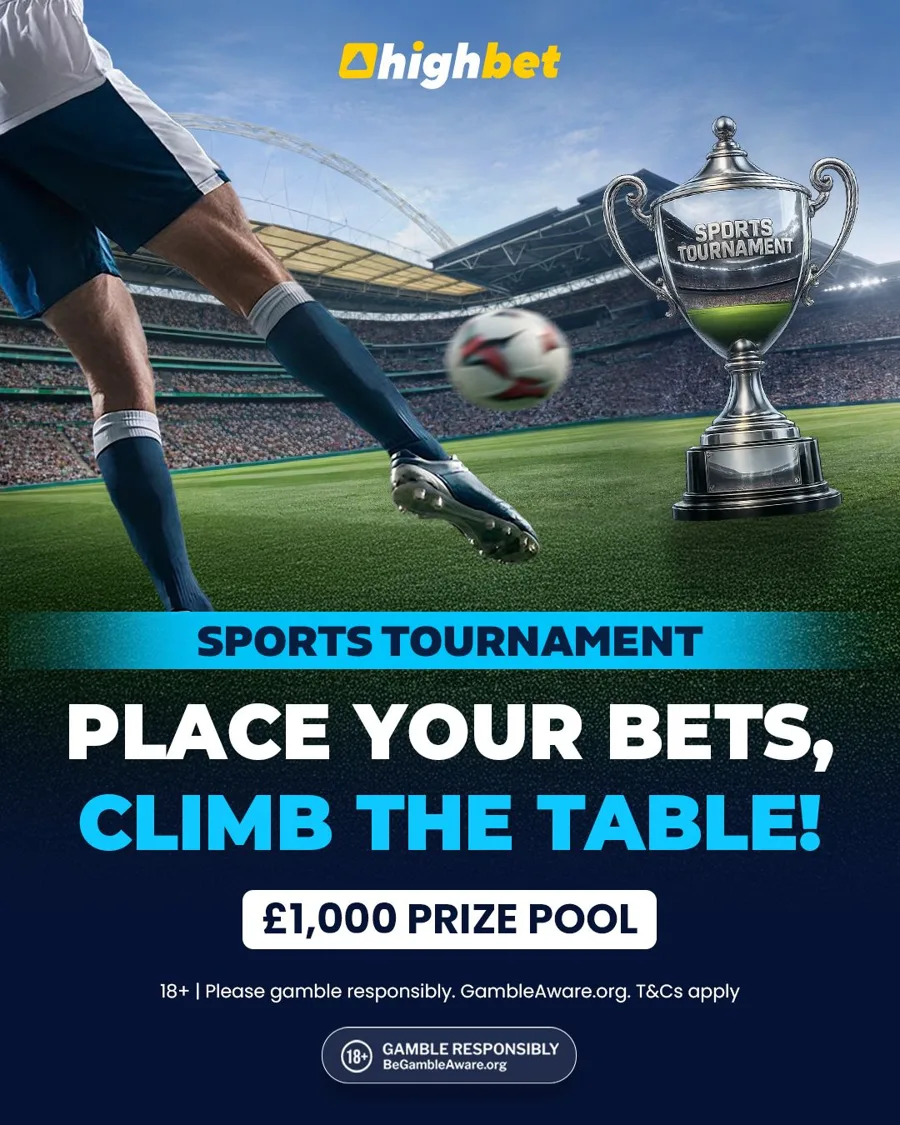 highbet
SPORTS
TOURNAMENT
SPORTS TOURNAMENT
PLACE YOUR BETS,
CLIMB THE TABLE!
£1,000 PRIZE POOL
18+ | Please gamble responsibly. GambleAware.org. T&Cs apply
18+ GAMBLE RESPONSIBLY
BeGambleAware.org